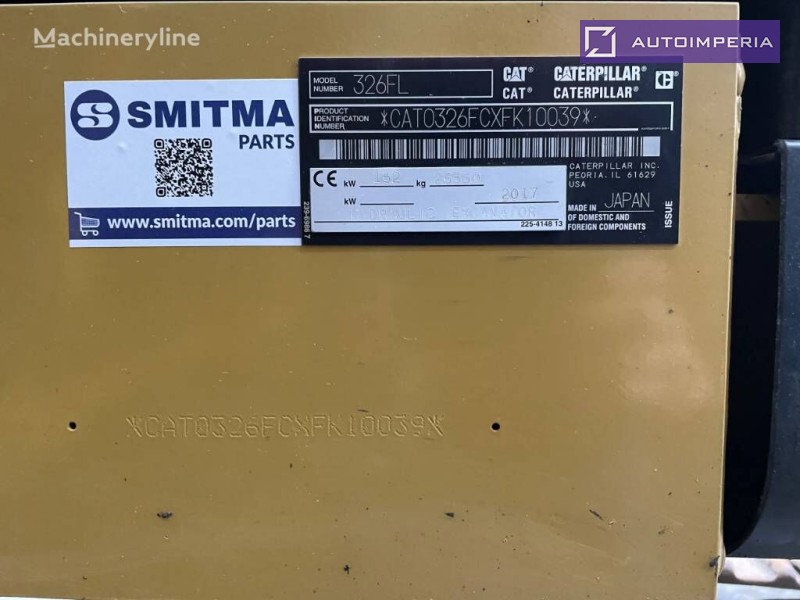 Machineryline
AUTOIMPERIA
SMITMA
PARTS
www.smitma.com/parts
MODEL NUMBER 326FL
CAT® CATERPILLAR®
CAT® CATERPILLAR®
PRODUCT IDENTIFICATION NUMBER *CAT0326FCXFK10039*
CE kW kg
kW 2017
CATERPILLAR INC.
PEORIA, IL 61629
USA
MADE IN JAPAN
OF DOMESTIC AND
FOREIGN COMPONENTS
225-4148 13
ISSUE
*CAT0326FCXFK10039*